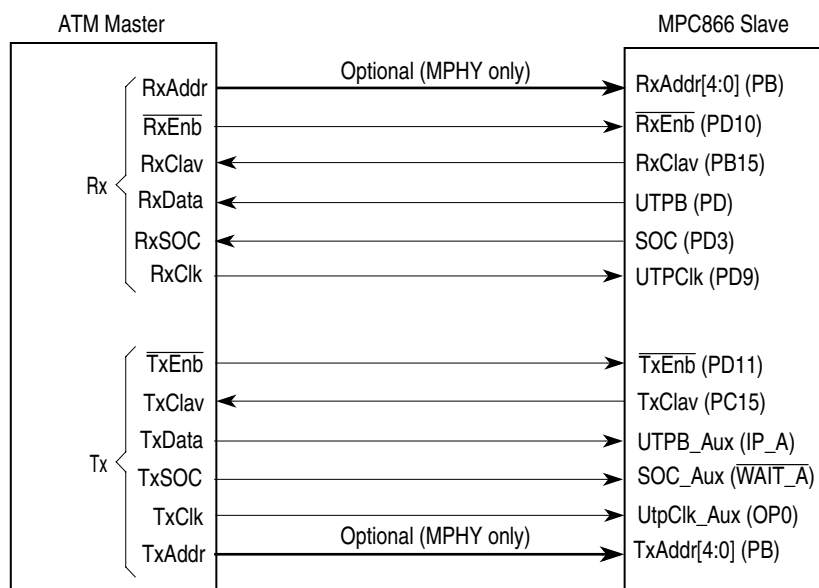 ATM Master MPC866 Slave
RxAddr Optional (MPHY only) RxAddr[4:0] (PB)
RxEnb RxEnb (PD10)
RxClav RxClav (PB15)
Rx
RxData UTPB (PD)
RxSOC SOC (PD3)
RxClk UTPClk (PD9)
TxEnb TxEnb (PD11)
TxClav TxClav (PC15)
TxData UTPB_Aux (IP_A)
Tx
TxSOC SOC_Aux (WAIT_A)
TxClk UtpClk_Aux (OP0)
TxAddr Optional (MPHY only) TxAddr[4:0] (PB)